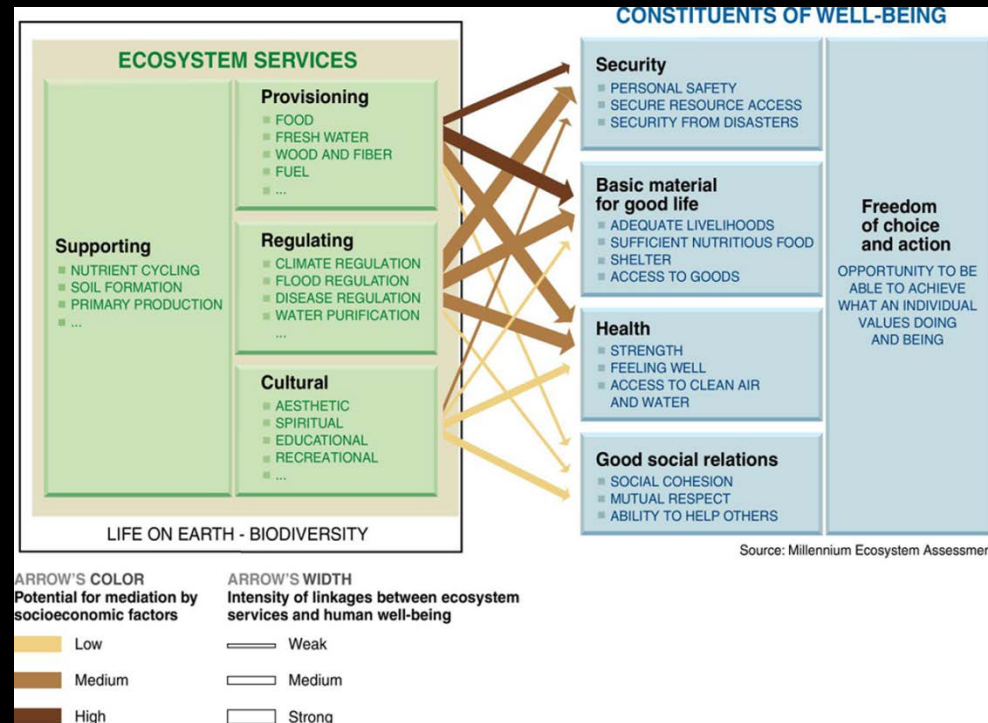 CONSTITUENTS OF WELL-BEING
ECOSYSTEM SERVICES
Supporting
NUTRIENT CYCLING
SOIL FORMATION
PRIMARY PRODUCTION
...
Provisioning
FOOD
FRESH WATER
WOOD AND FIBER
FUEL
...
Regulating
CLIMATE REGULATION
FLOOD REGULATION
DISEASE REGULATION
WATER PURIFICATION
...
Cultural
AESTHETIC
SPIRITUAL
EDUCATIONAL
RECREATIONAL
...
LIFE ON EARTH - BIODIVERSITY
Security
PERSONAL SAFETY
SECURE RESOURCE ACCESS
SECURITY FROM DISASTERS
Basic material
for good life
ADEQUATE LIVELIHOODS
SUFFICIENT NUTRITIOUS FOOD
SHELTER
ACCESS TO GOODS
Health
STRENGTH
FEELING WELL
ACCESS TO CLEAN AIR
AND WATER
Good social relations
SOCIAL COHESION
MUTUAL RESPECT
ABILITY TO HELP OTHERS
Freedom
of choice
and action
OPPORTUNITY TO BE
ABLE TO ACHIEVE
WHAT AN INDIVIDUAL
VALUES DOING
AND BEING
Source: Millennium Ecosystem Assessmen
ARROW'S COLOR
Potential for mediation by
socioeconomic factors
Low
Medium
High
ARROW'S WIDTH
Intensity of linkages between ecosystem
services and human well-being
Weak
Medium
Strong